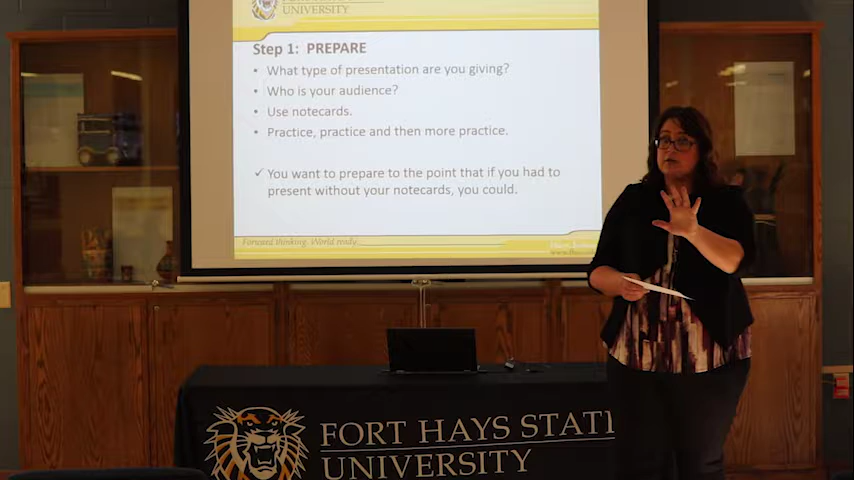 UNIVERSITY
Step 1: PREPARE
• What type of presentation are you giving?
• Who is your audience?
• Use notecards.
• Practice, practice and then more practice.
✓ You want to prepare to the point that if you had to
present without your notecards, you could.
Forward thinking. World ready.
FORT HAYS STATE
UNIVERSITY